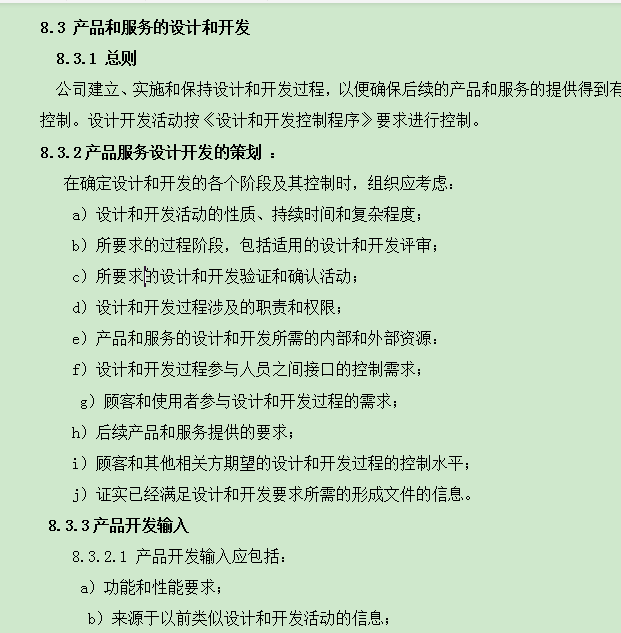 8.3 产品和服务的设计和开发
8.3.1 总则
公司建立、实施和保持设计和开发过程，以便确保后续的产品和服务的提供得到有
控制。设计开发活动按《设计和开发控制程序》要求进行控制。
8.3.2产品服务设计开发的策划 ：
在确定设计和开发的各个阶段及其控制时，组织应考虑：
a）设计和开发活动的性质、持续时间和复杂程度；
b）所要求的过程阶段，包括适用的设计和开发评审；
c）所要求的设计和开发验证和确认活动；
d）设计和开发过程涉及的职责和权限；
e）产品和服务的设计和开发所需的内部和外部资源：
f）设计和开发过程参与人员之间接口的控制需求；
g）顾客和使用者参与设计和开发过程的需求；
h）后续产品和服务提供的要求；
i）顾客和其他相关方期望的设计和开发过程的控制水平；
j）证实已经满足设计和开发要求所需的形成文件的信息。
8.3.3产品开发输入
8.3.2.1 产品开发输入应包括：
a）功能和性能要求；
b）来源于以前类似设计和开发活动的信息；